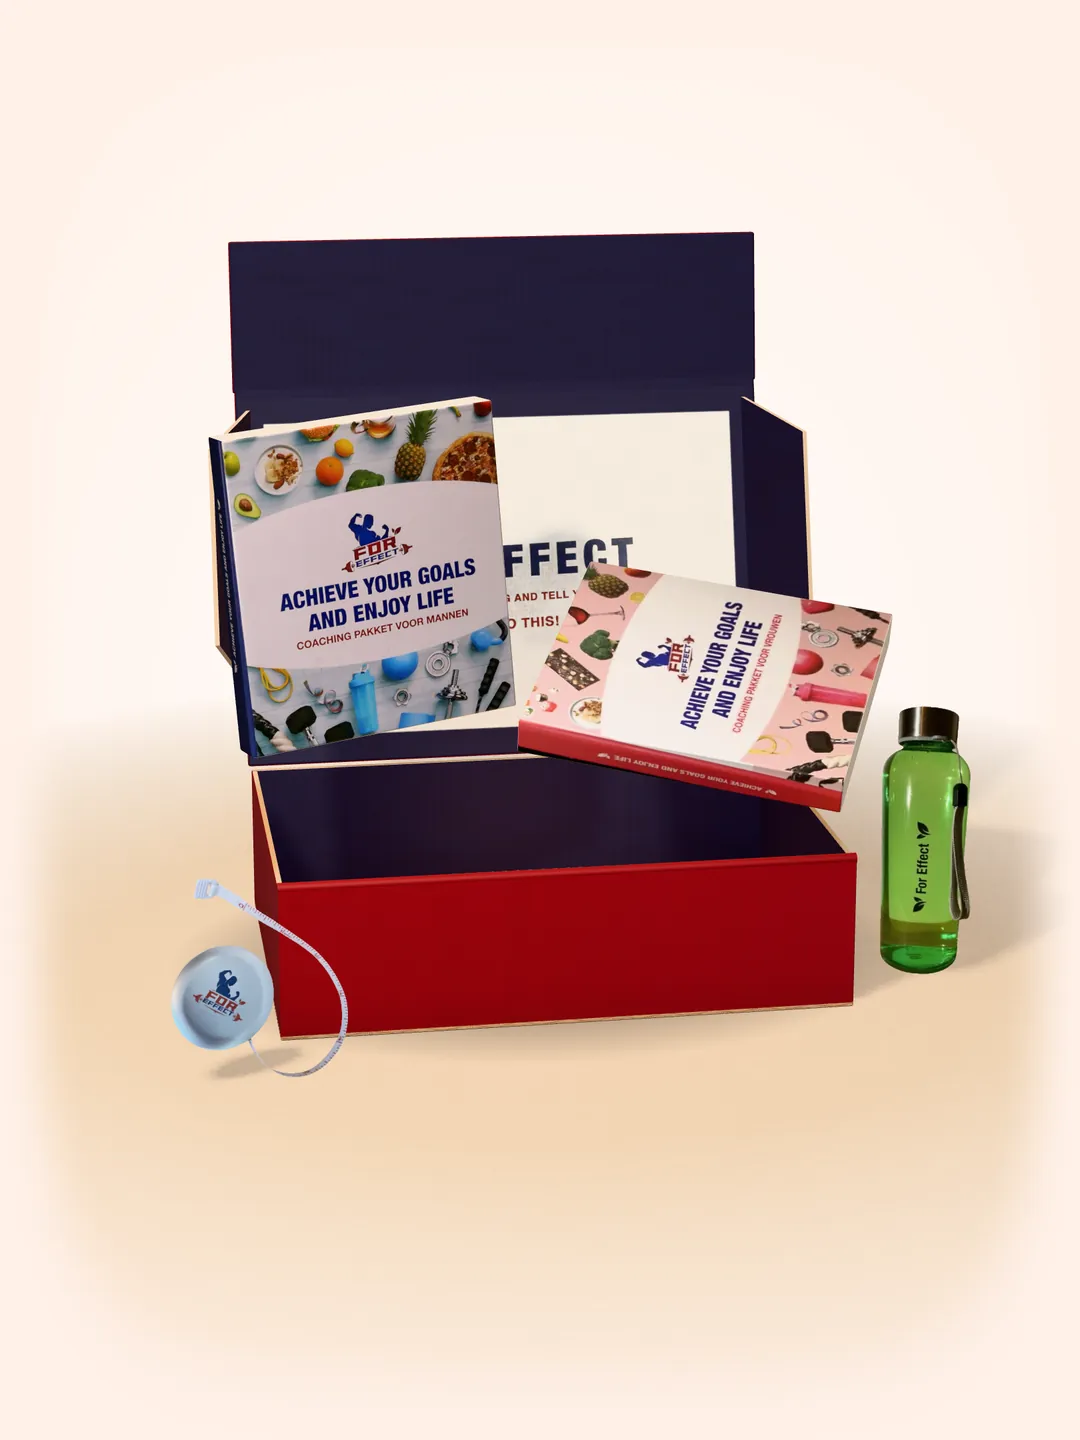 FOR
EFFECT
ACHIEVE YOUR GOALS
AND ENJOY LIFE
COACHING PAKKET VOOR MANNEN
FFECT
AND TELL
THIS!
FOR
EFFECT
ACHIEVE YOUR GOALS
AND ENJOY LIFE
COACHING PAKKET VOOR VROUWEN
ACHIEVE YOUR GOALS AND ENJOY LIFE
For Effect
FOR
EFFECT